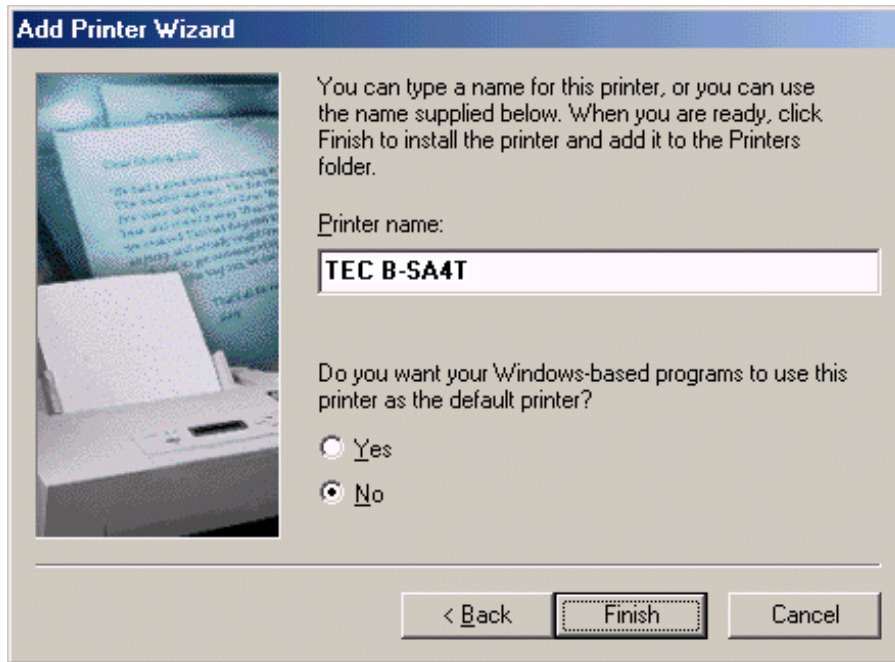 Add Printer Wizard
You can type a name for this printer, or you can use
the name supplied below. When you are ready, click
Finish to install the printer and add it to the Printers
folder.
Printer name:
TEC B-SA4T
Do you want your Windows-based programs to use this
printer as the default printer?
Yes
No
< Back
Finish
Cancel